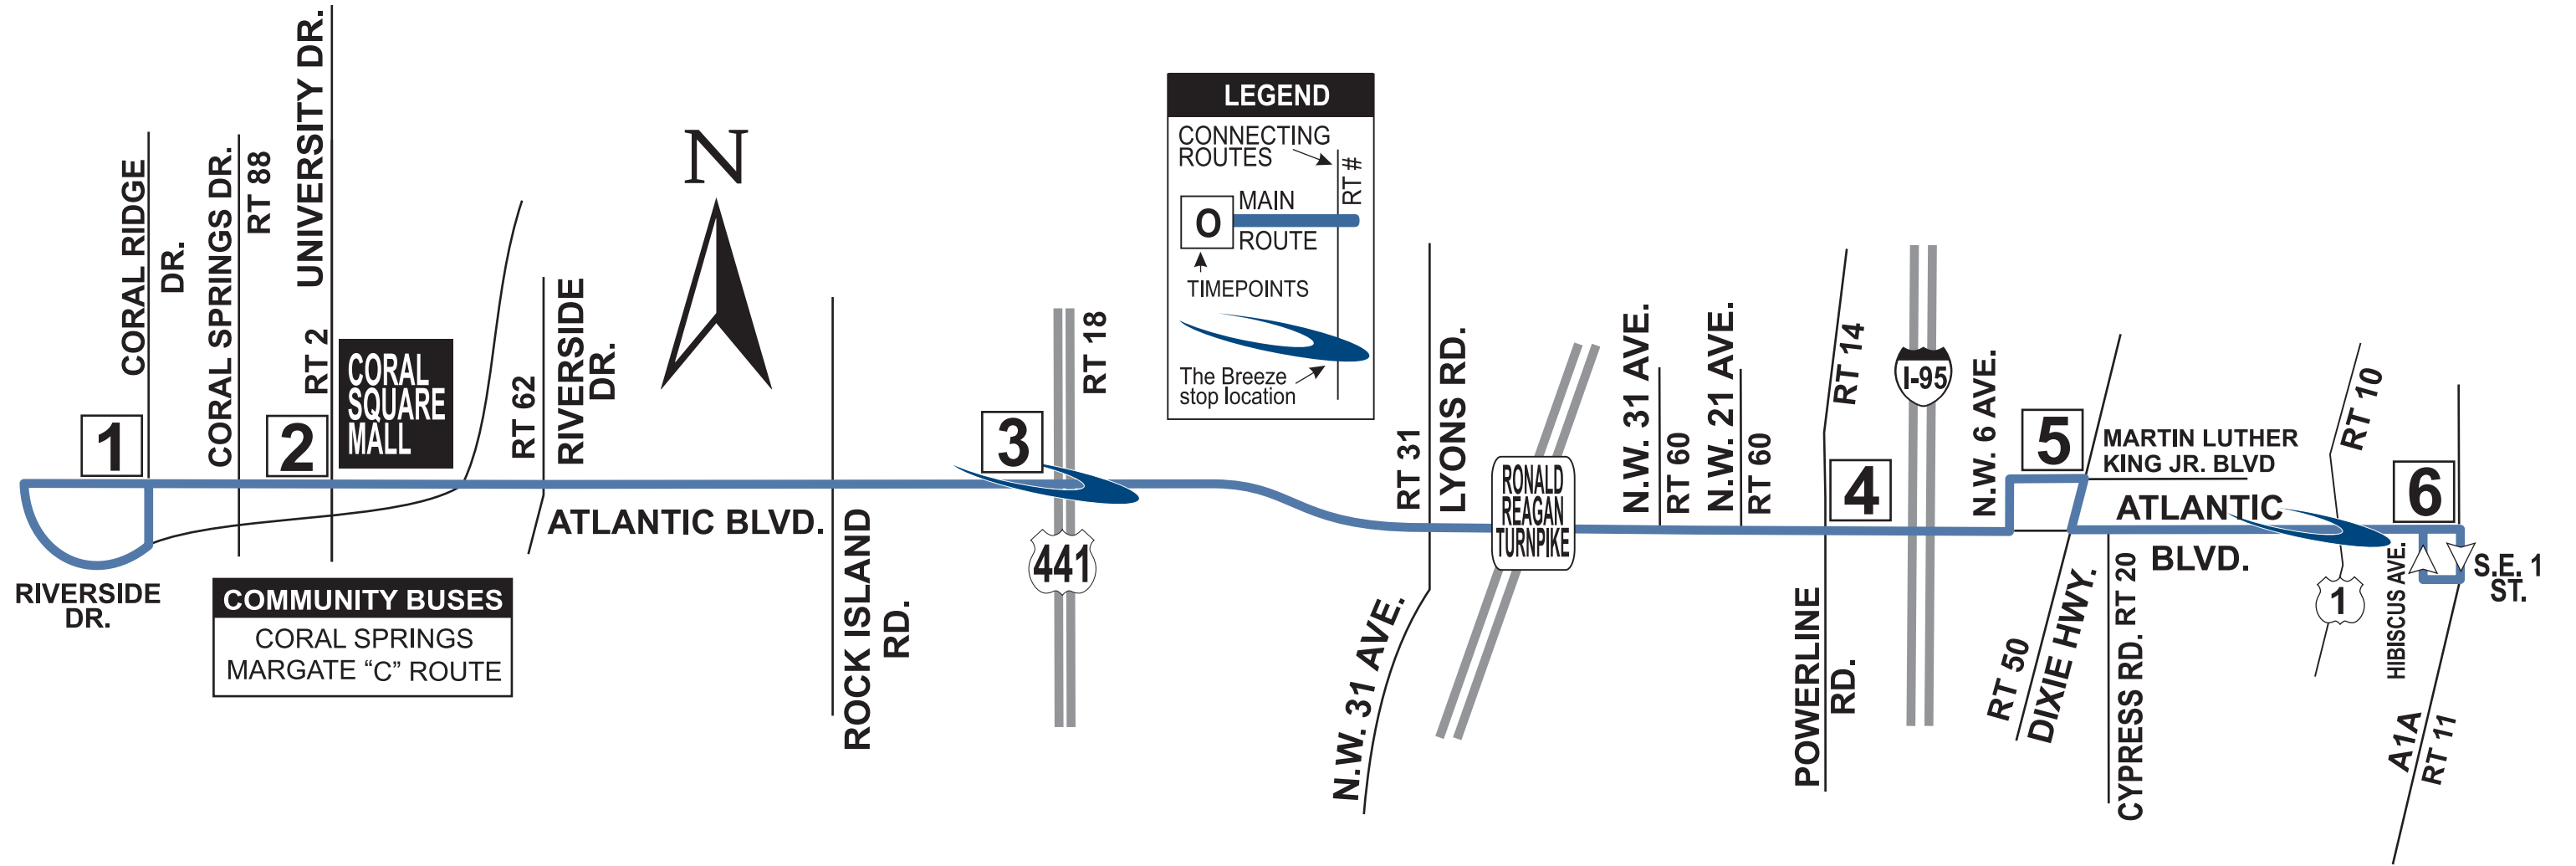 CORAL RIDGE
DR.
CORAL SPRINGS DR.
RT 88
UNIVERSITY DR.
RT 2
CORAL
SQUARE
MALL
1
2
RIVERSIDE
DR.
COMMUNITY BUSES
CORAL SPRINGS
MARGATE “C” ROUTE
RT 62
RIVERSIDE
DR.
ATLANTIC BLVD.
N
ROCK ISLAND
RD.
3
RT 18
441
LEGEND
CONNECTING
ROUTES
RT #
O
MAIN
ROUTE
TIMEPOINTS
The Breeze
stop location
RT 31
LYONS RD.
N.W. 31 AVE.
RONALD
REAGAN
TURNPIKE
N.W. 31 AVE.
RT 60
N.W. 21 AVE.
RT 60
RT 14
4
POWERLINE
RD.
I-95
N.W. 6 AVE.
5
MARTIN LUTHER
KING JR. BLVD
ATLANTIC
BLVD.
RT 50
DIXIE HWY.
CYPRESS RD. RT 20
RT 10
1
6
HIBISCUS AVE.
S.E. 1
ST.
A1A
RT 11